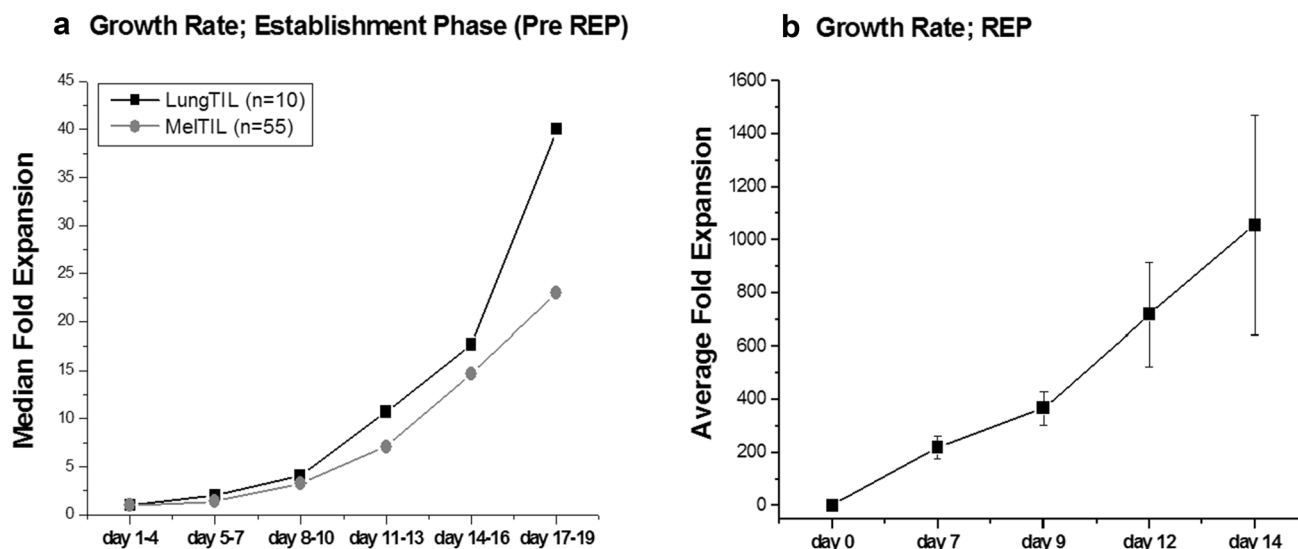 a Growth Rate; Establishment Phase (Pre REP)
Median Fold Expansion
45
40
35
30
25
20
15
10
5
0
LungTIL (n=10)
MelTIL (n=55)
day 1-4 day 5-7 day 8-10 day 11-13 day 14-16 day 17-19
b Growth Rate; REP
Average Fold Expansion
1600
1400
1200
1000
800
600
400
200
0
day 0 day 7 day 9 day 12 day 14